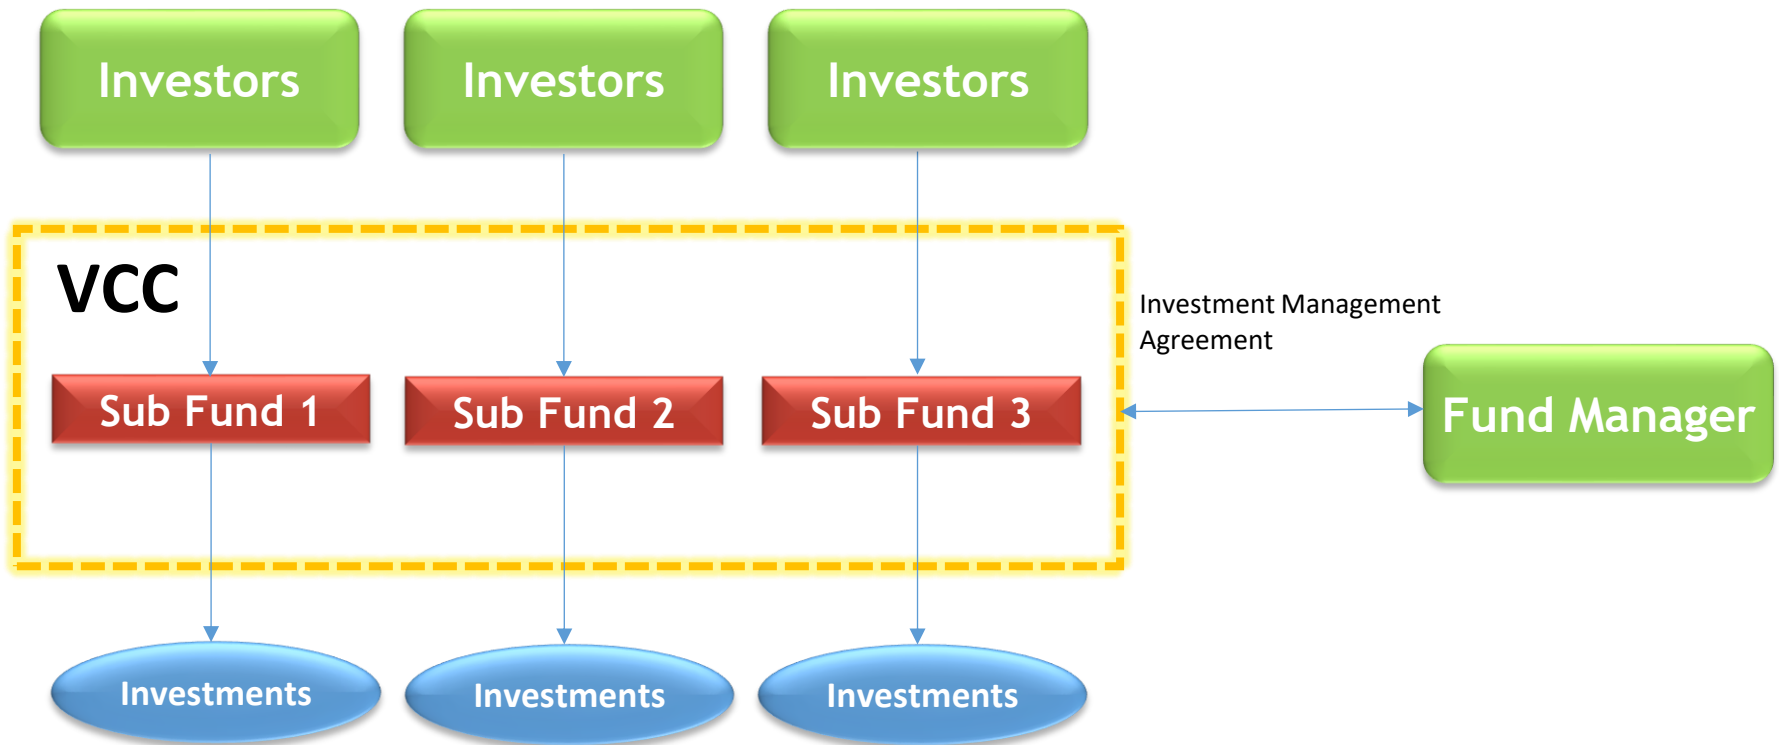 Investors
Investors
Investors
VCC
Investment Management
Agreement
Sub Fund 1
Sub Fund 2
Sub Fund 3
Fund Manager
Investments
Investments
Investments